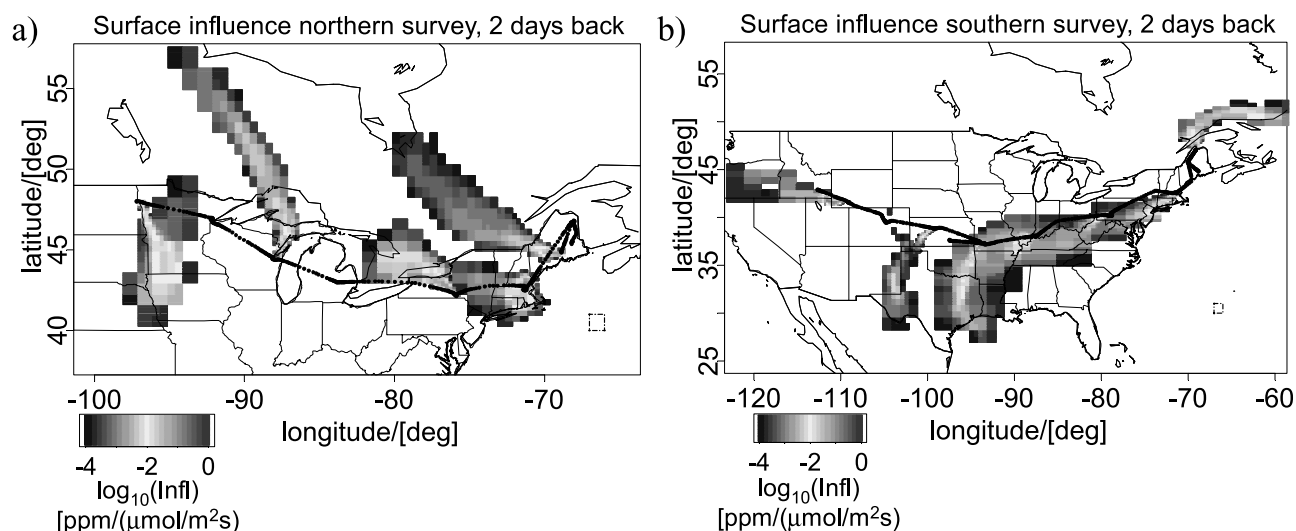 a)
Surface influence northern survey, 2 days back
latitude/[deg]
55
50
45
40
-100
-90
-80
-70
longitude/[deg]
-4
-2
0
log₁₀(Infl)
[ppm/(μmol/m²s)
b)
Surface influence southern survey, 2 days back
latitude/[deg]
55
45
35
25
-120
-110
-100
-90
-80
-70
-60
longitude/[deg]
-4
-2
0
log₁₀(Infl)
[ppm/(μmol/m²s)